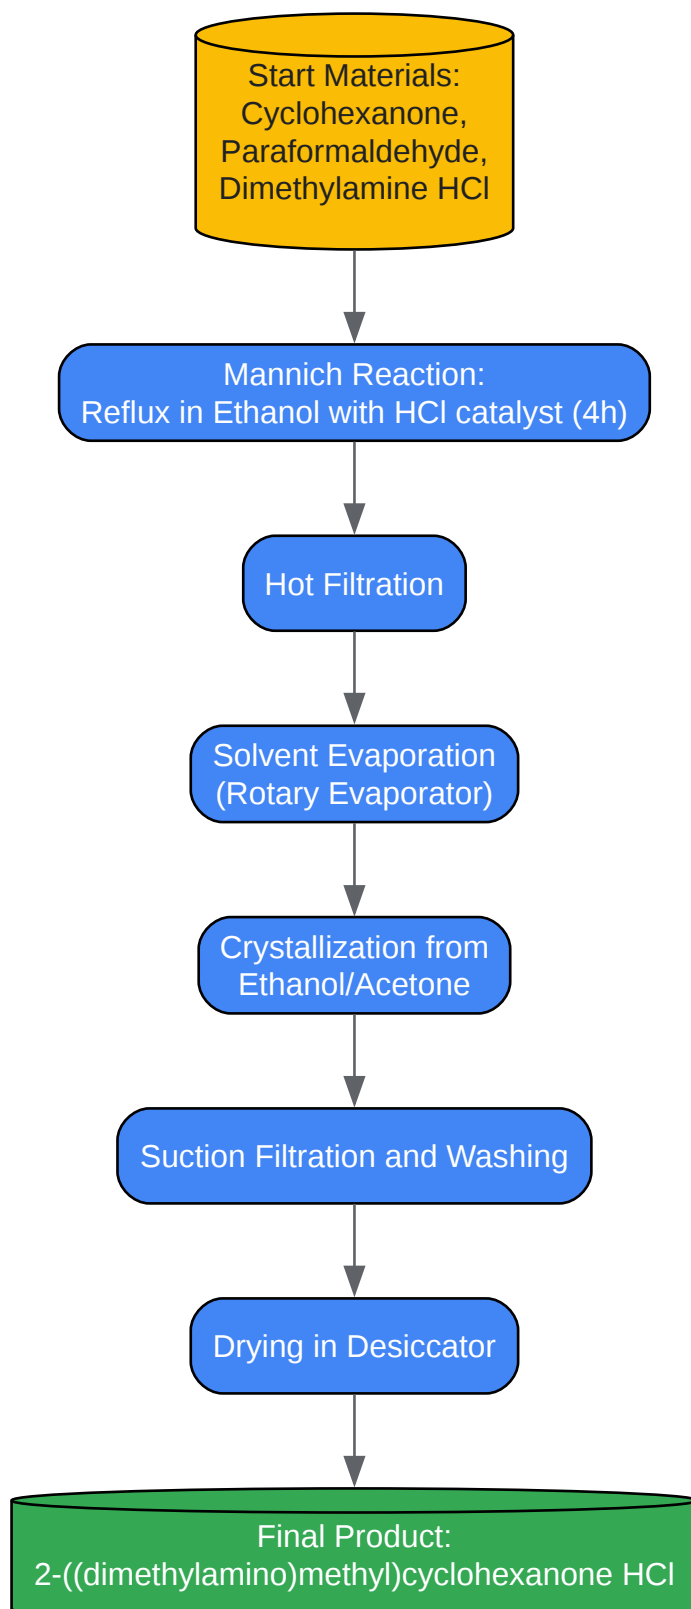 Start Materials:
Cyclohexanone,
Paraformaldehyde,
Dimethylamine HCl
Mannich Reaction:
Reflux in Ethanol with HCl catalyst (4h)
Hot Filtration
Solvent Evaporation
(Rotary Evaporator)
Crystallization from
Ethanol/Acetone
Suction Filtration and Washing
Drying in Desiccator
Final Product:
2-((dimethylamino)methyl)cyclohexanone HCl